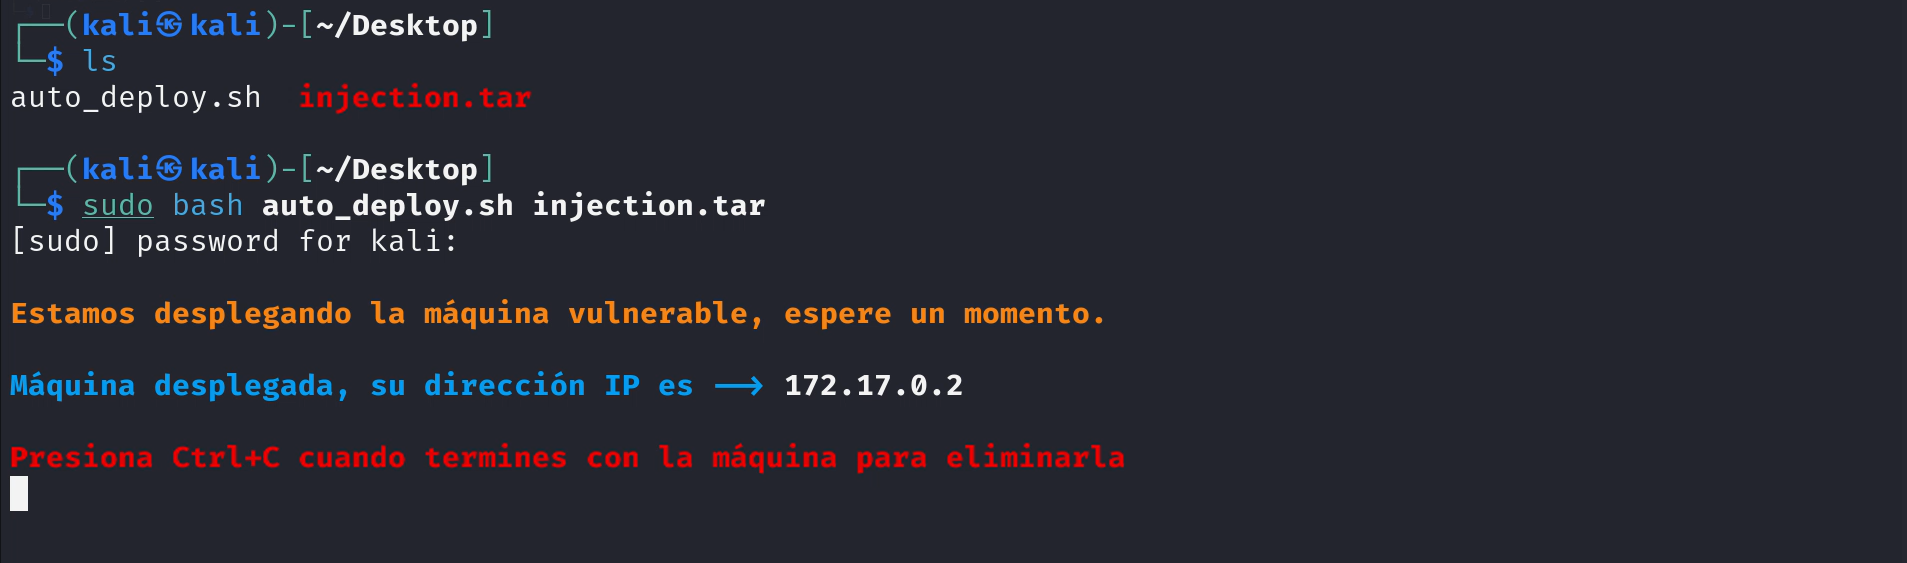 ┌──(kali㉿kali)-[~/Desktop]
└─$ ls
auto_deploy.sh  injection.tar
┌──(kali㉿kali)-[~/Desktop]
└─$ sudo bash auto_deploy.sh injection.tar
[sudo] password for kali:
Estamos desplegando la máquina vulnerable, espere un momento.
Máquina desplegada, su dirección IP es ⟶ 172.17.0.2
Presiona Ctrl+C cuando termines con la máquina para eliminarla